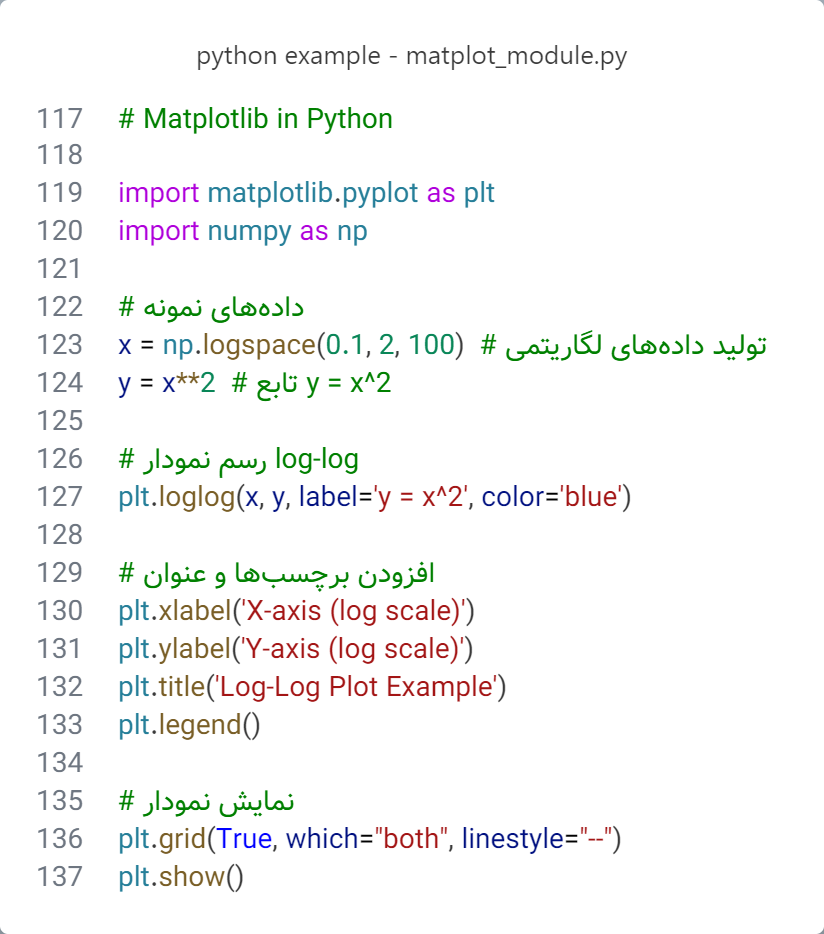 python example - matplot_module.py
117 # Matplotlib in Python
118
119 import matplotlib.pyplot as plt
120 import numpy as np
121
122 # داده‌های نمونه
123 x = np.logspace(0.1, 2, 100)  # تولید داده‌های لگاریتمی
124 y = x**2  # تابع y = x^2
125
126 # رسم نمودار log-log
127 plt.loglog(x, y, label='y = x^2', color='blue')
128
129 # افزودن برچسب‌ها و عنوان
130 plt.xlabel('X-axis (log scale)')
131 plt.ylabel('Y-axis (log scale)')
132 plt.title('Log-Log Plot Example')
133 plt.legend()
134
135 # نمایش نمودار
136 plt.grid(True, which="both", linestyle="--")
137 plt.show()